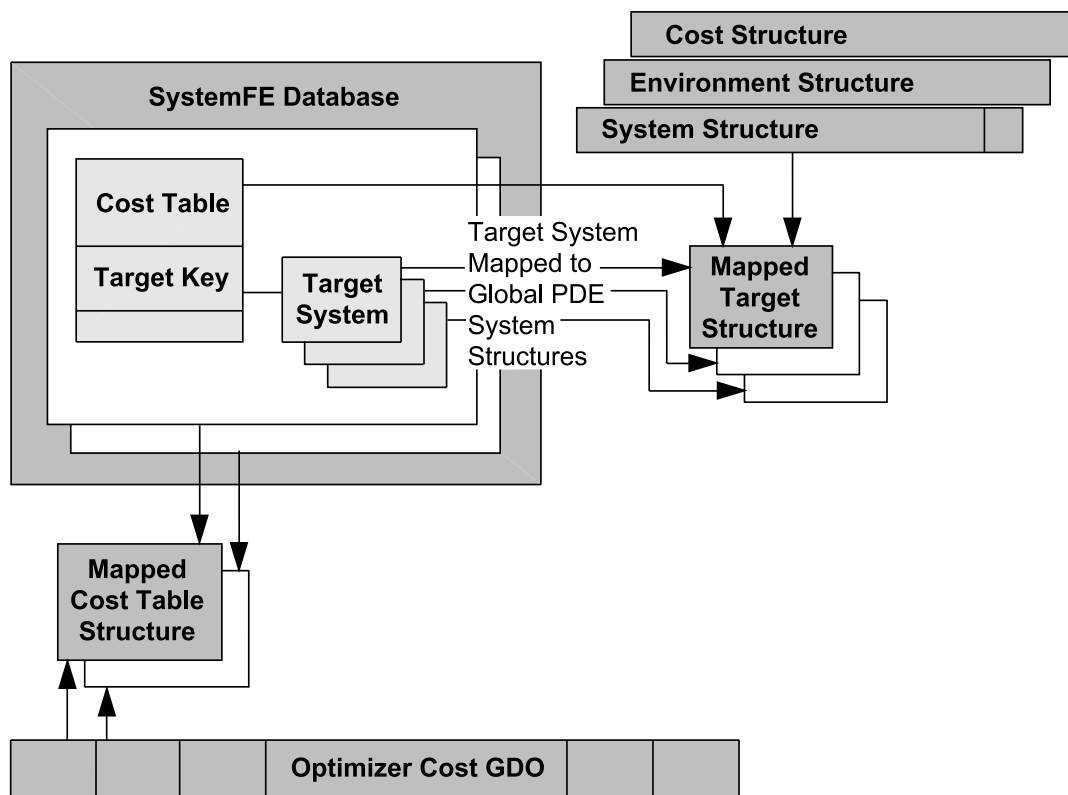 Cost Structure
Environment Structure
System Structure
SystemFE Database
Cost Table
Target Key
Target
System
Target System
Mapped to
Global PDE
System
Structures
Mapped
Target
Structure
Mapped
Cost Table
Structure
Optimizer Cost GDO